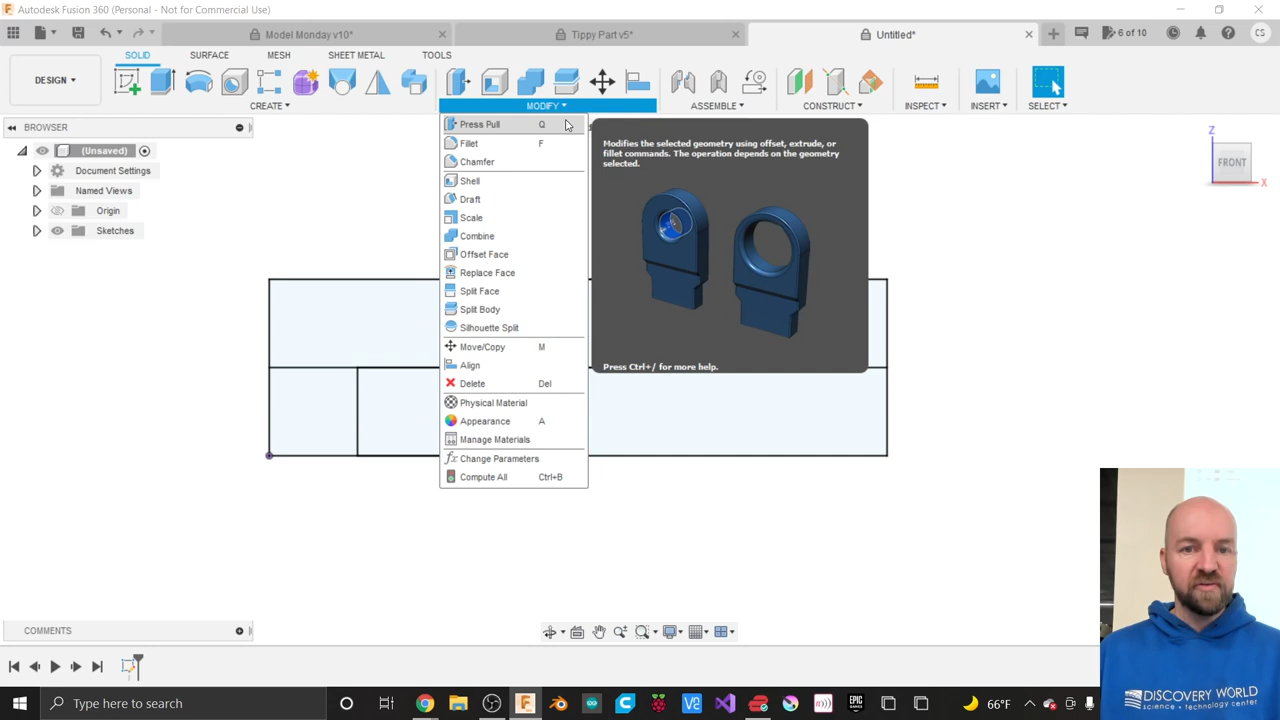 Autodesk Fusion 360 (Personal - Not for Commercial Use)
Model Monday v10*
Tippy Part v5*
Untitled*
6 of 10
CS
SOLID
SURFACE
MESH
SHEET METAL
TOOLS
DESIGN
CREATE
MODIFY
ASSEMBLE
CONSTRUCT
INSPECT
INSERT
SELECT
BROWSER
(Unsaved)
Document Settings
Named Views
Origin
Sketches
Press Pull Q
Fillet F
Chamfer
Shell
Draft
Scale
Combine
Offset Face
Replace Face
Split Face
Split Body
Silhouette Split
Move/Copy M
Align
Delete Del
Physical Material
Appearance A
Manage Materials
Change Parameters
Compute All Ctrl+B
Modifies the selected geometry using offset, extrude, or
fillet commands. The operation depends on the geometry
selected.
Press Ctrl+/ for more help.
Z
FRONT
X
COMMENTS
DISCOVERY WORLD
science + technology center
Type here to search
66°F